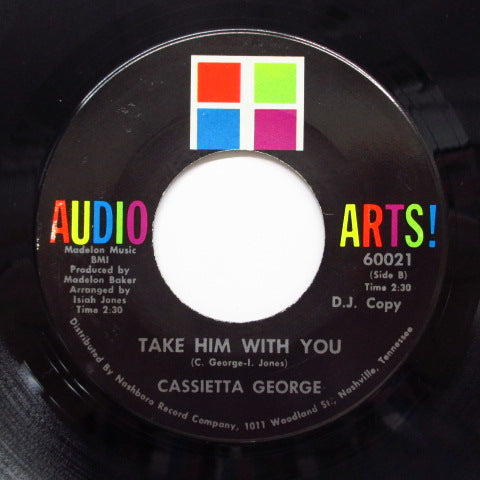 AUDIO ARTS!
Madelon Music
BMI
Produced by
Madelon Baker
Arranged by
Isiah Jones
Time 2:30
60021
(Side B)
Time 2:30
D.J. Copy
TAKE HIM WITH YOU
(C. George-I. Jones)
CASSIETTA GEORGE
Distributed By Nashboro Record Company, 1011 Woodland St., Nashville, Tennessee